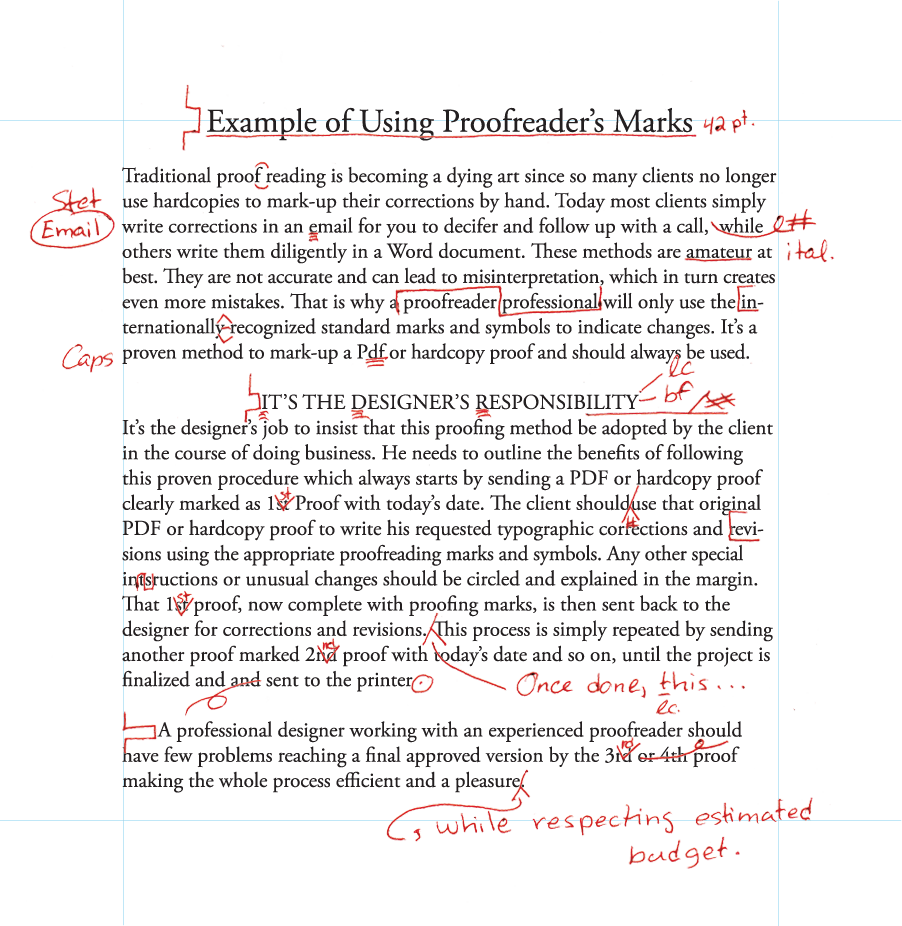 Example of Using Proofreader's Marks 42 pt.
Traditional proof reading is becoming a dying art since so many clients no longer
Stet use hardcopies to mark-up their corrections by hand. Today most clients simply
Email write corrections in an email for you to decifer and follow up with a call, while
others write them diligently in a Word document. These methods are amateur at ital.
best. They are not accurate and can lead to misinterpretation, which in turn creates
even more mistakes. That is why a proofreader professional will only use the in-
ternationally-recognized standard marks and symbols to indicate changes. It's a
Caps proven method to mark-up a Pdf or hardcopy proof and should always be used.
lc
IT'S THE DESIGNER'S RESPONSIBILITY bf
It's the designer's job to insist that this proofing method be adopted by the client
in the course of doing business. He needs to outline the benefits of following
this proven procedure which always starts by sending a PDF or hardcopy proof
clearly marked as 1st Proof with today's date. The client should use that original
PDF or hardcopy proof to write his requested typographic corrections and revi-
sions using the appropriate proofreading marks and symbols. Any other special
intsructions or unusual changes should be circled and explained in the margin.
That 1st proof, now complete with proofing marks, is then sent back to the
designer for corrections and revisions. This process is simply repeated by sending
another proof marked 2nd proof with today's date and so on, until the project is
finalized and and sent to the printer
Once done, this...
lc.
A professional designer working with an experienced proofreader should
have few problems reaching a final approved version by the 3rd or 4th proof
making the whole process efficient and a pleasure.
, while respecting estimated
budget.